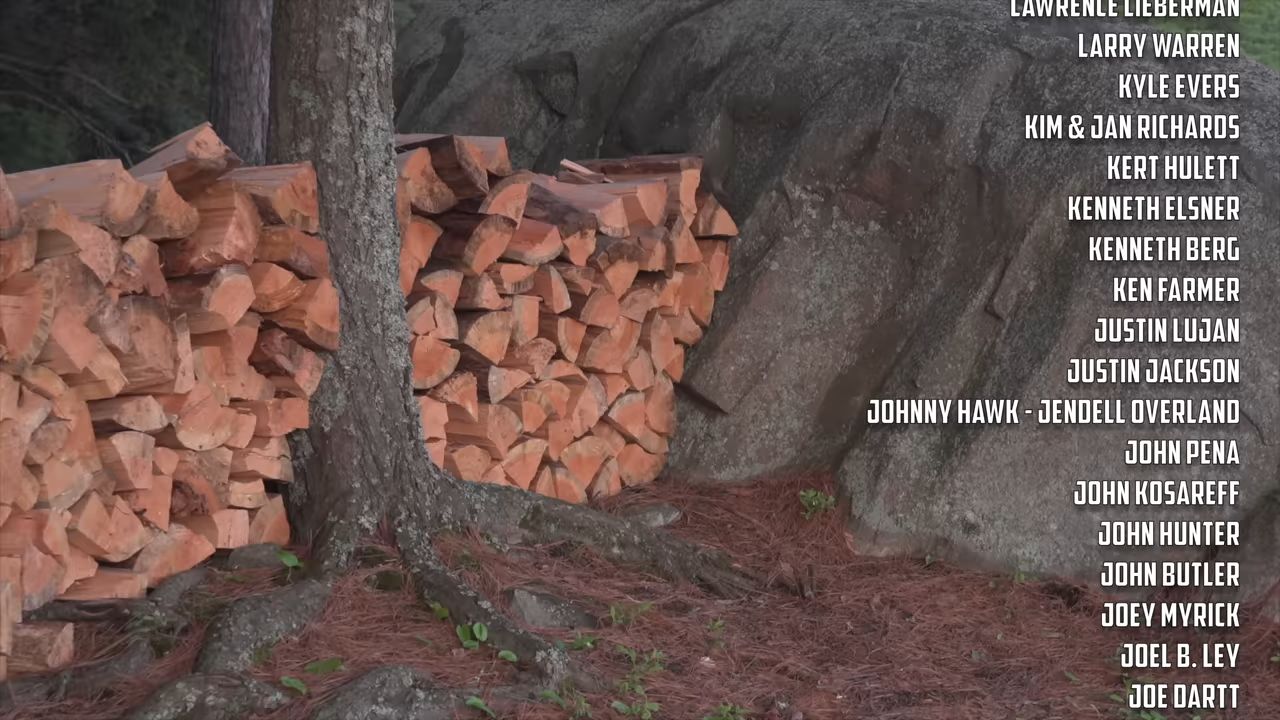 LAWRENCE LIEBERMAN
LARRY WARREN
KYLE EVERS
KIM & JAN RICHARDS
KERT HULETT
KENNETH ELSNER
KENNETH BERG
KEN FARMER
JUSTIN LUJAN
JUSTIN JACKSON
JOHNNY HAWK - JENDELL OVERLAND
JOHN PENA
JOHN KOSAREFF
JOHN HUNTER
JOHN BUTLER
JOEY MYRICK
JOEL B. LEY
JOE DARTT